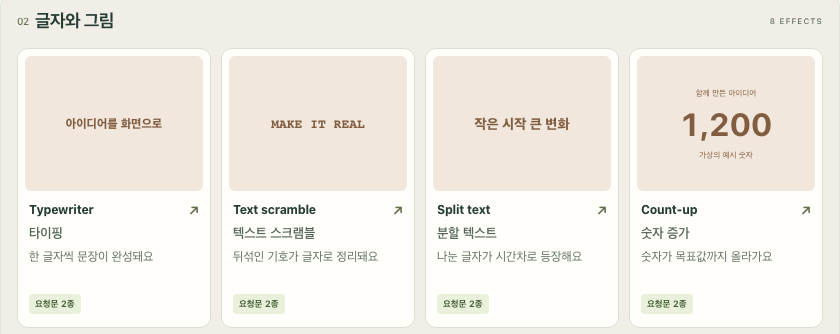 02 글자와 그림
8 EFFECTS
아이디어를 화면으로
Typewriter
타이핑
한 글자씩 문장이 완성돼요
요청문 2종
MAKE IT REAL
Text scramble
텍스트 스크램블
뒤섞인 기호가 글자로 정리돼요
요청문 2종
작은 시작 큰 변화
Split text
분할 텍스트
나눈 글자가 시간차로 등장해요
요청문 2종
함께 만든 아이디어
1,200
가상의 예시 숫자
Count-up
숫자 증가
숫자가 목표값까지 올라가요
요청문 2종